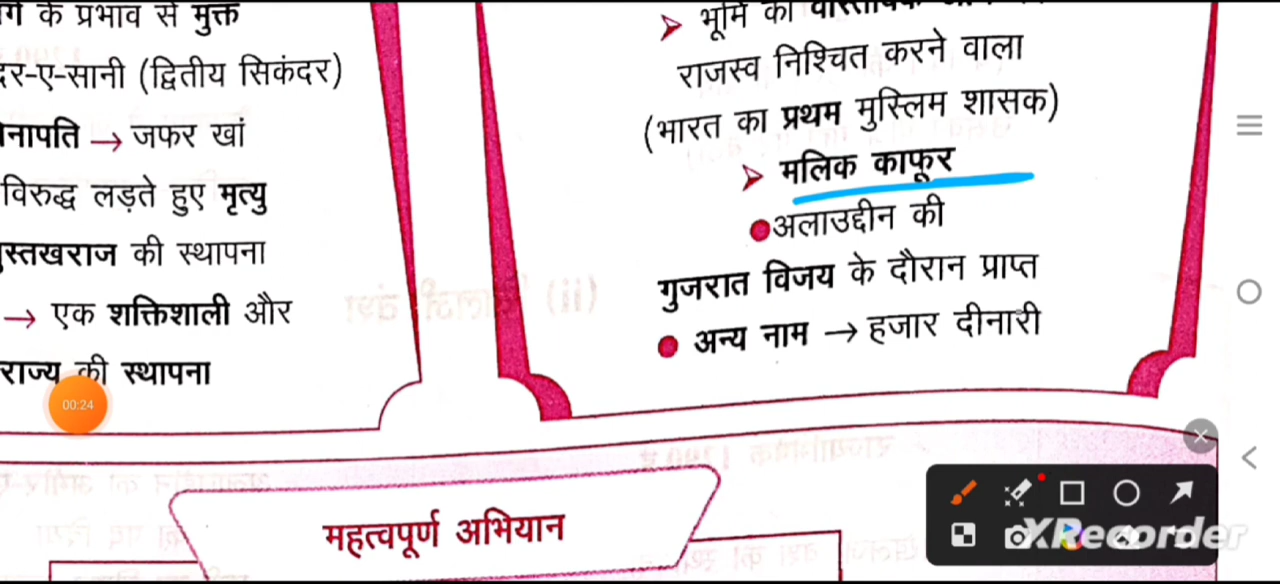 के प्रभाव से मुक्त
दर-ए-सानी (द्वितीय सिकंदर)
नापति → जफर खां
विरुद्ध लड़ते हुए मृत्यु
की स्थापना
→ एक शक्तिशाली और
राज्य की स्थापना
➤ भूमि की
राजस्व निश्चित करने वाला
(भारत का प्रथम मुस्लिम शासक)
➤ मलिक काफूर
● अलाउद्दीन की
गुजरात विजय के दौरान प्राप्त
● अन्य नाम → हजार दीनारी
00:24
महत्वपूर्ण अभियान
XRecorder